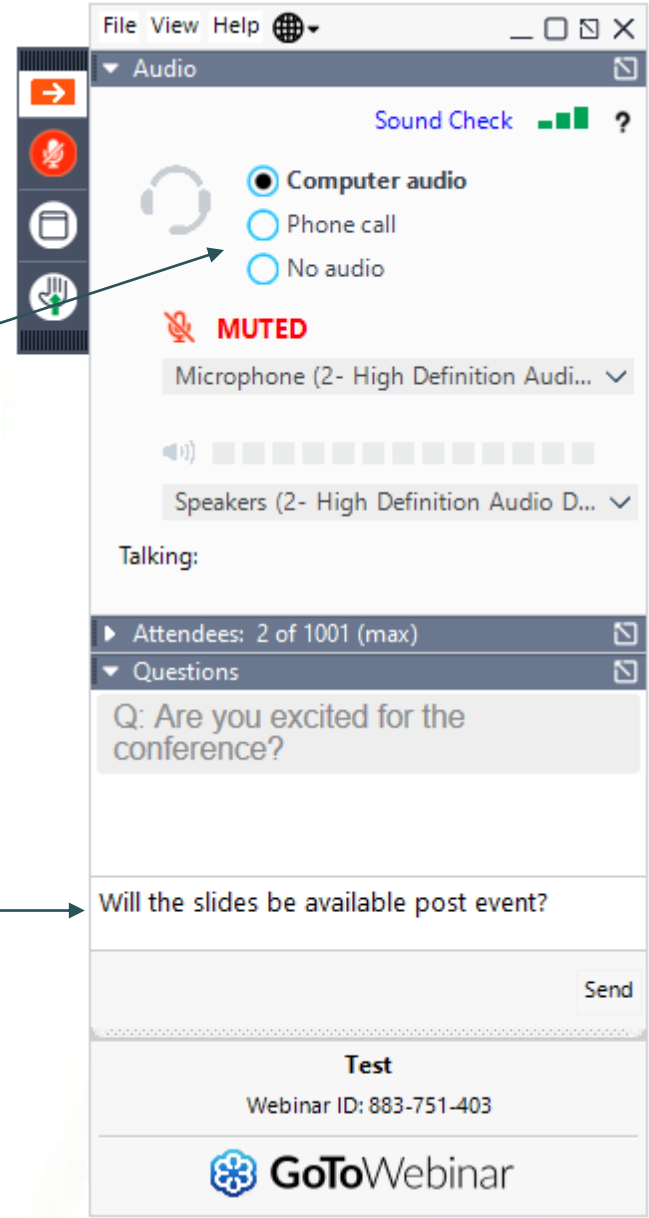 File View Help
Audio
Sound Check ?
Computer audio
Phone call
No audio
MUTED
Microphone (2- High Definition Audi...
Speakers (2- High Definition Audio D...
Talking:
Attendees: 2 of 1001 (max)
Questions
Q: Are you excited for the
conference?
Will the slides be available post event?
Send
Test
Webinar ID: 883-751-403
GoToWebinar